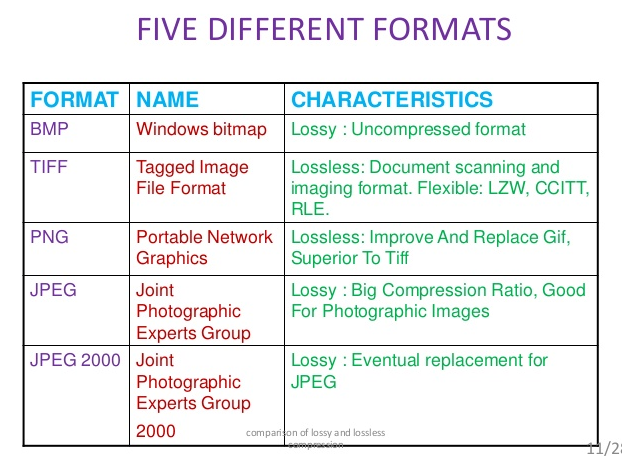 FIVE DIFFERENT FORMATS
FORMAT NAME CHARACTERISTICS
BMP Windows bitmap Lossy : Uncompressed format
TIFF Tagged Image Lossless: Document scanning and
File Format imaging format. Flexible: LZW, CCITT,
RLE.
PNG Portable Network Lossless: Improve And Replace Gif,
Graphics Superior To Tiff
JPEG Joint Lossy : Big Compression Ratio, Good
Photographic For Photographic Images
Experts Group
JPEG 2000 Joint Lossy : Eventual replacement for
Photographic JPEG
Experts Group
2000 comparison of lossy and lossless
compression
11/28